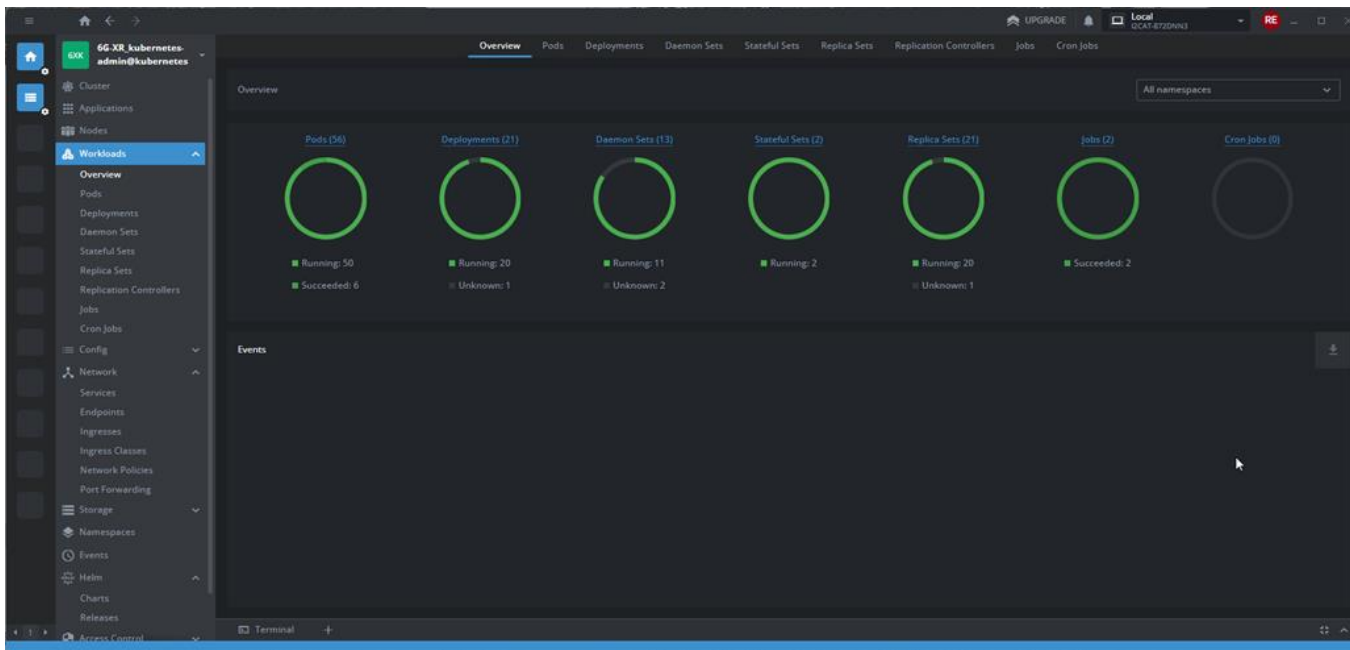 UPGRADE
Local
I2CAT-B72DNN3
RE
6XK
6G-XR_kubernetes-
admin@kubernetes
Overview Pods Deployments Daemon Sets Stateful Sets Replica Sets Replication Controllers Jobs Cron Jobs
Cluster
Applications
Nodes
Workloads
Overview
Pods
Deployments
Daemon Sets
Stateful Sets
Replica Sets
Replication Controllers
Jobs
Cron Jobs
Config
Network
Services
Endpoints
Ingresses
Ingress Classes
Network Policies
Port Forwarding
Storage
Namespaces
Events
Helm
Charts
Releases
Access Control
1
Overview
All namespaces
Pods (56) Deployments (21) Daemon Sets (13) Stateful Sets (2) Replica Sets (21) Jobs (2) Cron Jobs (0)
Running: 50 Running: 20 Running: 11 Running: 2 Running: 20 Succeeded: 2
Succeeded: 6 Unknown: 1 Unknown: 2 Unknown: 1
Events
Terminal +